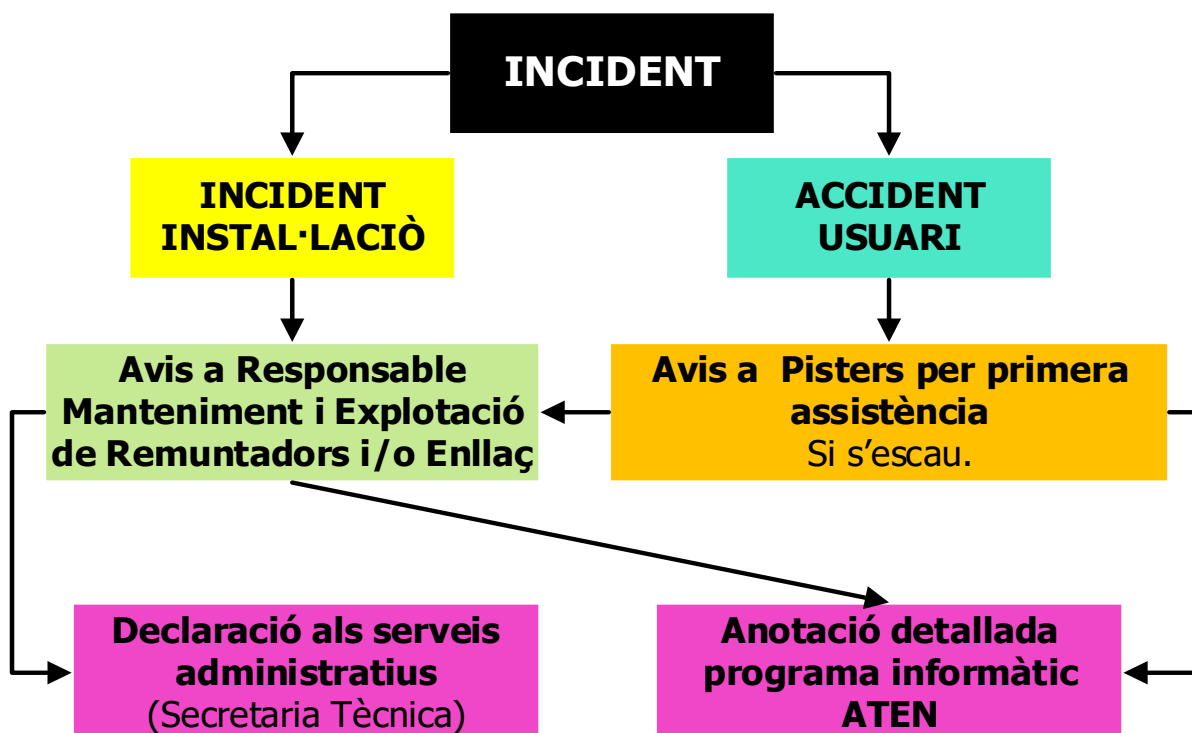 INCIDENT
INCIDENT
INSTAL·LACIÒ
ACCIDENT
USUARI
Avis a Responsable
Manteniment i Explotació
de Remuntadors i/o Enllaç
Avis a  Pisters per primera
assistència
Si s’escau.
Declaració als serveis
administratius
(Secretaria Tècnica)
Anotació detallada
programa informàtic
ATEN